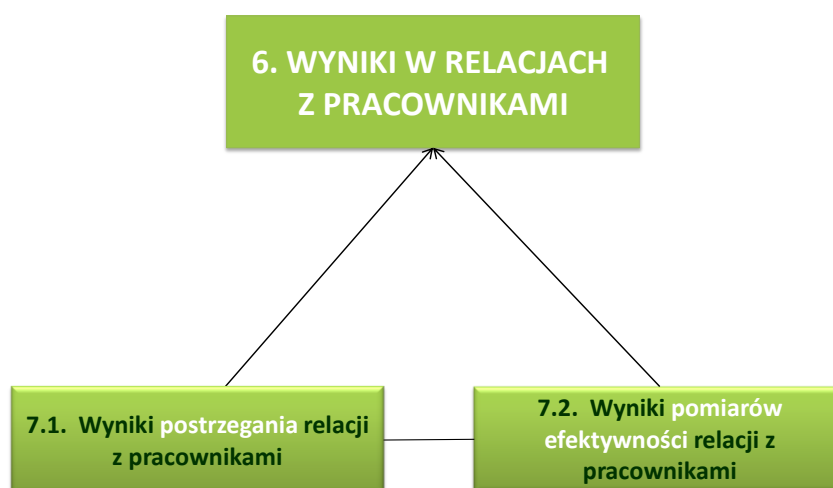 6. WYNIKI W RELACJACH
Z PRACOWNIKAMI
7.1. Wyniki postrzegania relacji
z pracownikami
7.2. Wyniki pomiarów
efektywności relacji z
pracownikami